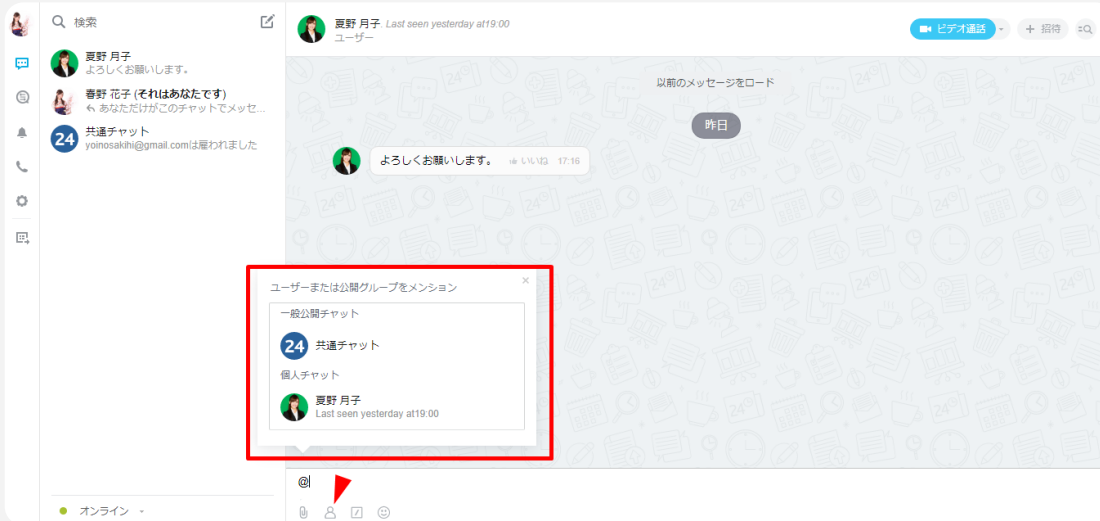 検索
夏野 月子
よろしくお願いします。
春野 花子 (それはあなたです)
あなただけがこのチャットでメッセ...
24
共通チャット
yoinosakihi@gmail.comは雇われました
オンライン
夏野 月子 Last seen yesterday at19:00
ユーザー
ビデオ通話
+ 招待
以前のメッセージをロード
昨日
よろしくお願いします。 いいね 17:16
ユーザーまたは公開グループをメンション
×
一般公開チャット
24
共通チャット
個人チャット
夏野 月子
Last seen yesterday at19:00
@